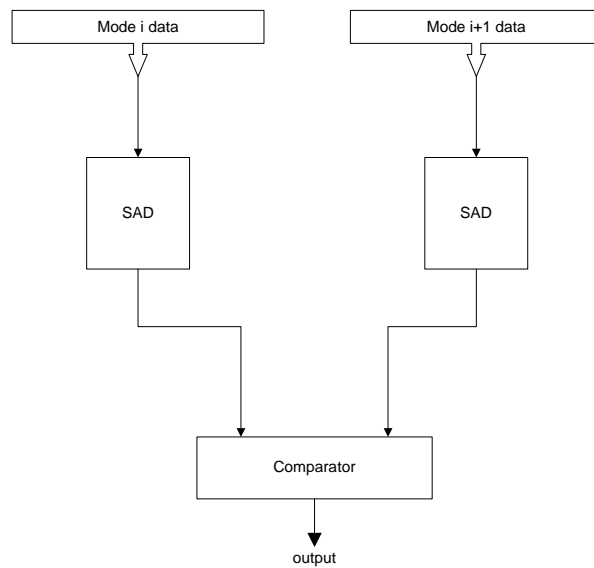 Mode i data
Mode i+1 data
SAD
SAD
Comparator
output